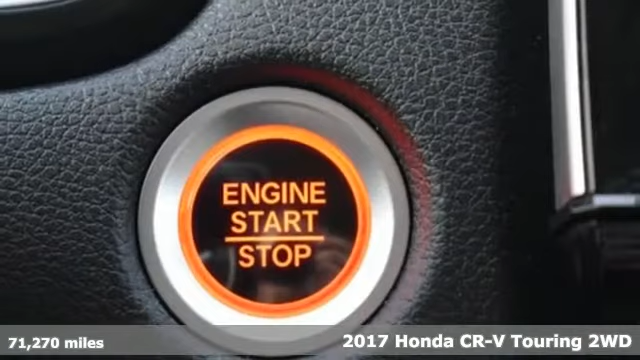 ENGINE
START
STOP
71,270 miles
2017 Honda CR-V Touring 2WD